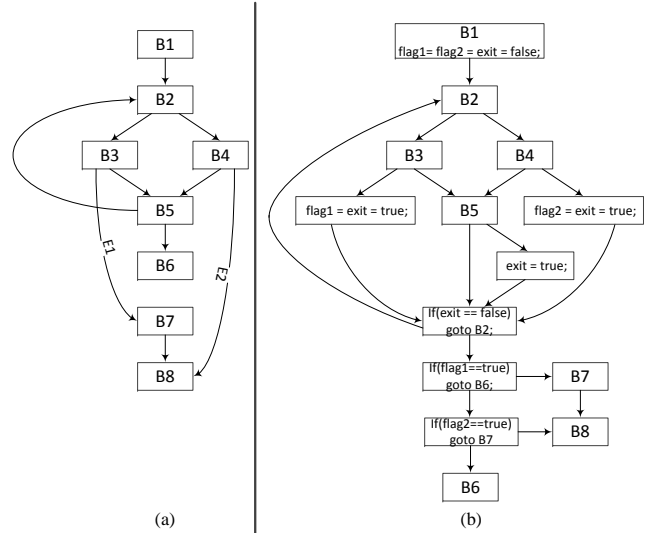 B1
B2
B3
B4
B5
E1
E2
B6
B7
B8
(a)
B1
flag1= flag2 = exit = false;
B2
B3
B4
flag1 = exit = true;
B5
flag2 = exit = true;
exit = true;
If(exit == false)
goto B2;
If(flag1==true)
goto B6;
B7
If(flag2==true)
goto B7
B8
B6
(b)